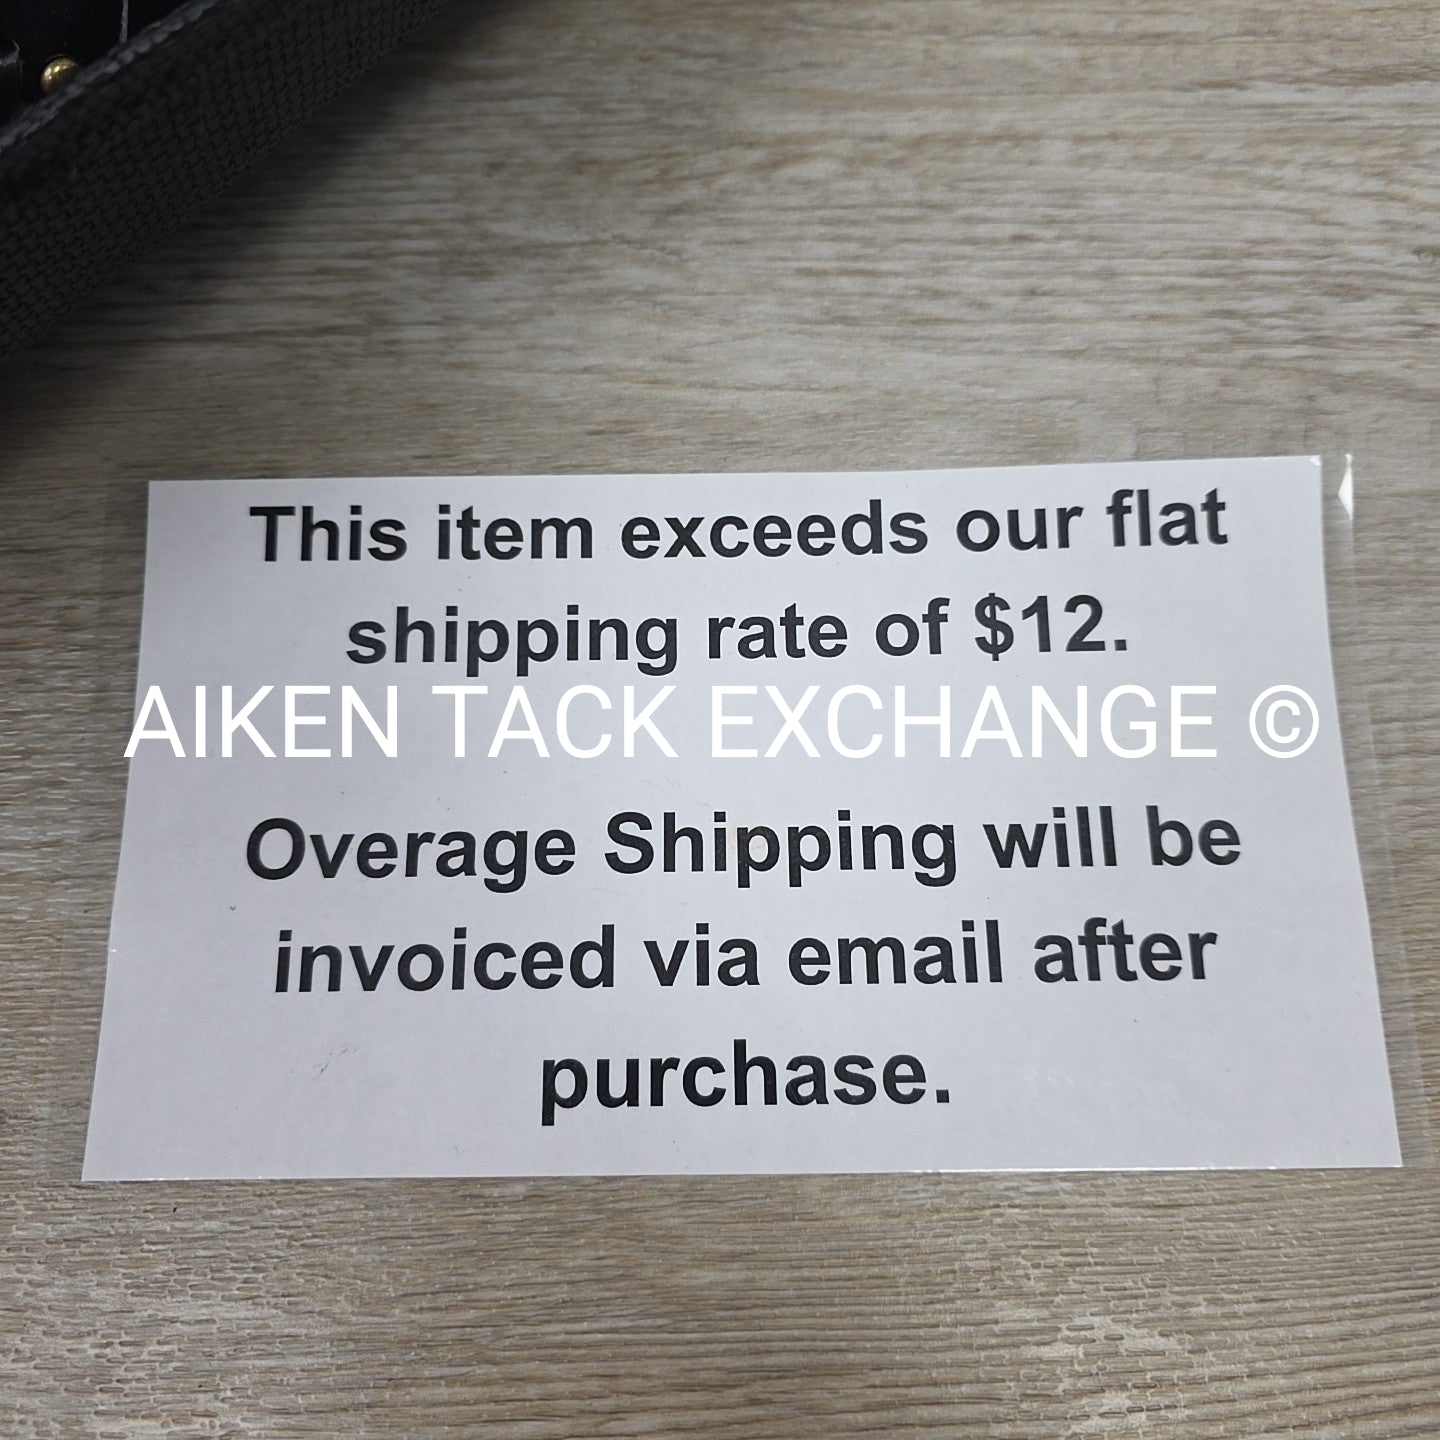 This item exceeds our flat
shipping rate of $12.
AIKEN TACK EXCHANGE ©
Overage Shipping will be
invoiced via email after
purchase.